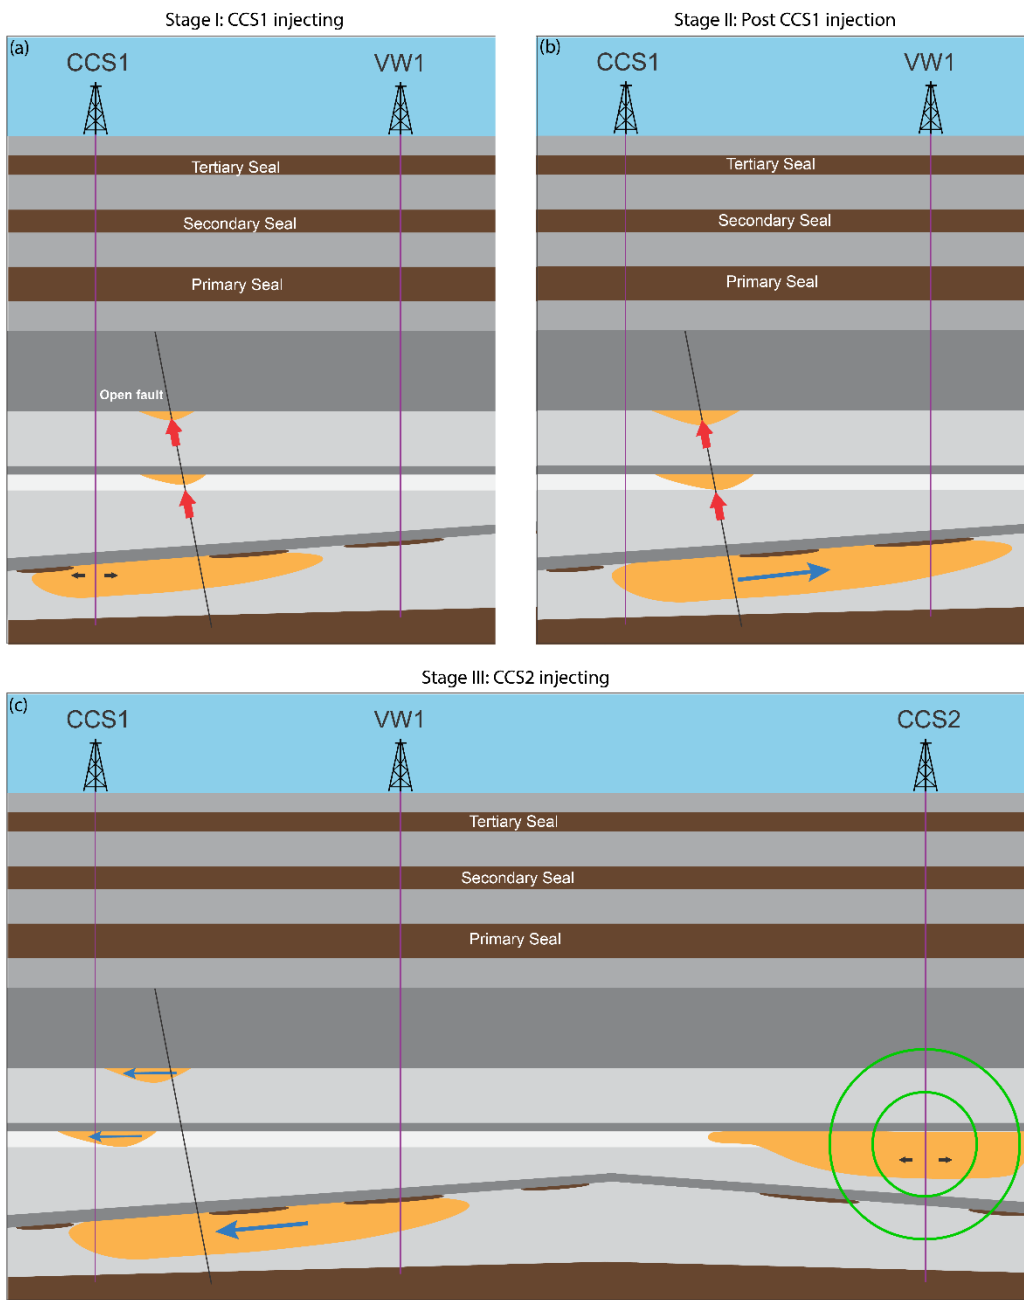 Stage I: CCS1 injecting
(a)
CCS1
VW1
Tertiary Seal
Secondary Seal
Primary Seal
Open fault
Stage II: Post CCS1 injection
(b)
CCS1
VW1
Tertiary Seal
Secondary Seal
Primary Seal
Stage III: CCS2 injecting
(c)
CCS1
VW1
CCS2
Tertiary Seal
Secondary Seal
Primary Seal